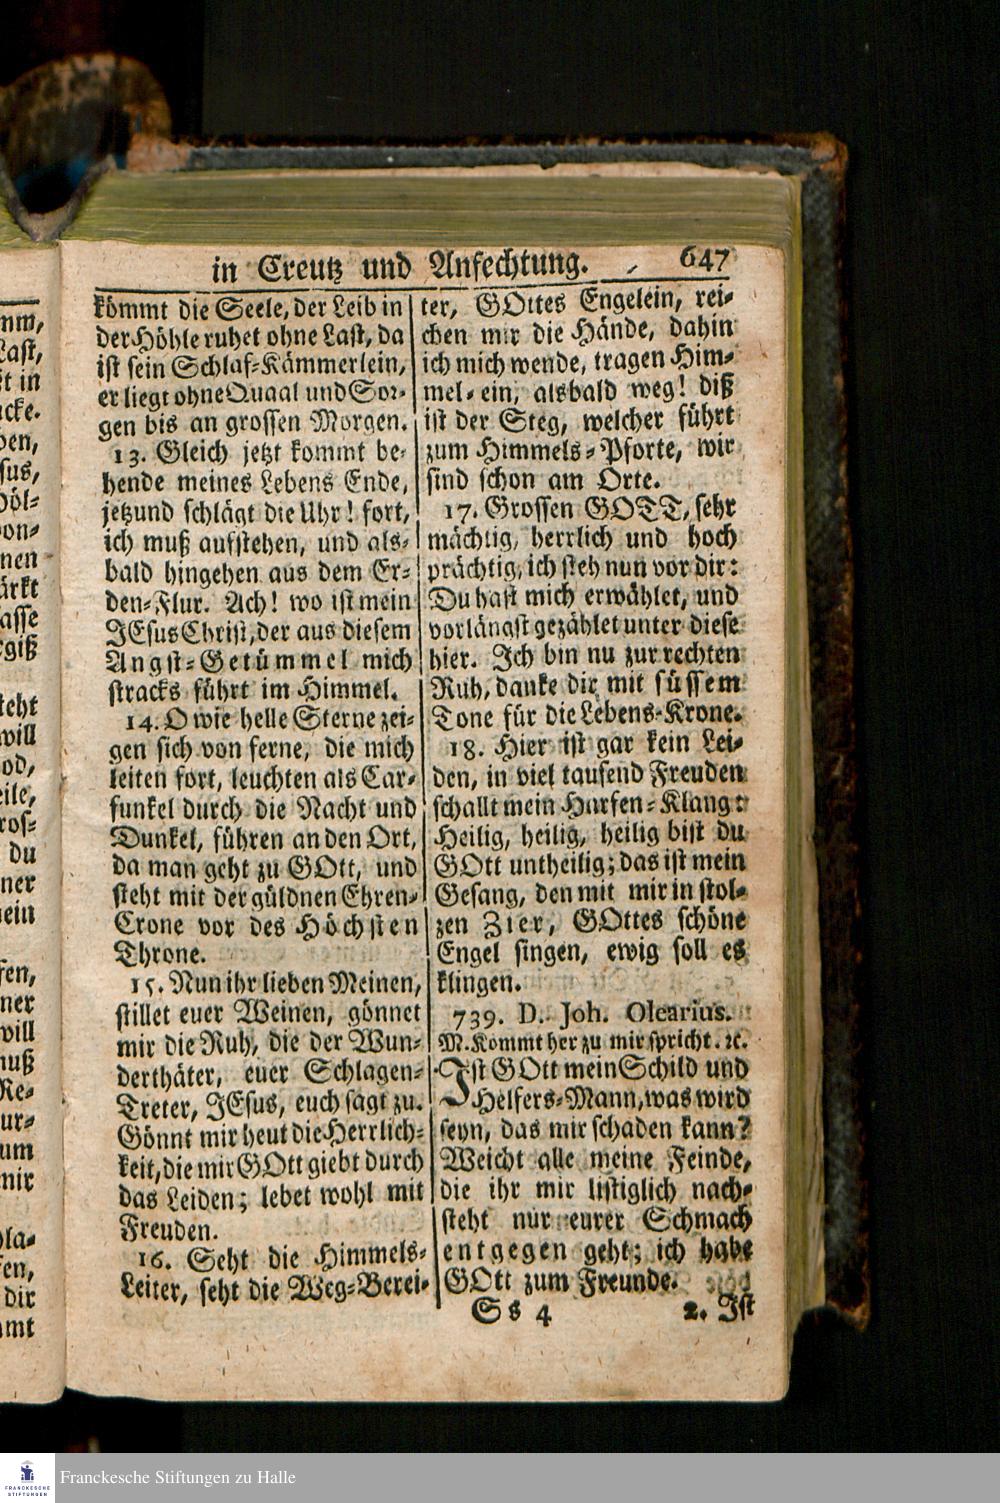 in Creutz und Anfechtung. 647
kömmt die Seele, der Leib in
der Höhle ruhet ohne Last, da
ist sein Schlaf-Kämmerlein,
er liegt ohne Quaal und Sor-
gen bis an grossen Morgen.
13. Gleich jetzt kommt be-
hende meines Lebens Ende,
jetzund schlägt die Uhr! fort,
ich muß aufstehen, und als-
bald hingehen aus dem Er-
den-Flur. Ach! wo ist mein
JEsus Christ, der aus diesem
Angst-Getümmel mich
stracks führt im Himmel.
14. O wie helle Sterne zei-
gen sich von ferne, die mich
leiten fort, leuchten als Car-
funkel durch die Nacht und
Dunkel, führen an den Ort,
da man geht zu GOtt, und
steht mit der güldnen Ehren-
Crone vor des Höchsten
Throne.
15. Nun ihr lieben Meinen,
stillet euer Weinen, gönnet
mir die Ruh, die der Wun-
derthäter, euer Schlagen-
Treter, JEsus, euch sagt zu.
Gönnt mir heut die Herrlich-
keit, die mir GOtt giebt durch
das Leiden; lebet wohl mit
Freuden.
16. Seht die Himmels-
Leiter, seht die Weg-Berei-
ter, GOttes Engelein, rei-
chen mir die Hände, dahin
ich mich wende, tragen Him-
mel-ein, alsbald weg! diß
ist der Steg, welcher führt
zum Himmels-Pforte, wir
sind schon am Orte.
17. Grossen GOTT, sehr
mächtig, herrlich und hoch
prächtig, ich steh nun vor dir:
Du hast mich erwählet, und
vorlängst gezählet unter diese
hier. Ich bin nu zur rechten
Ruh, danke dir mit süssem
Tone für die Lebens-Krone.
18. Hier ist gar kein Lei-
den, in viel tausend Freuden
schallt mein Harfen-Klang:
Heilig, heilig, heilig bist du
GOtt untheilig; das ist mein
Gesang, den mit mir in stol-
zen Zier, GOttes schöne
Engel singen, ewig soll es
klingen.
739. D. Joh. Olearius.
M. Kommt her zu mir spricht. ꝛc.
Ist GOtt mein Schild und
Helfers-Mann, was wird
seyn, das mir schaden kann?
Weicht alle meine Feinde,
die ihr mir listiglich nach-
steht nur eurer Schmach
entgegen geht; ich habe
GOtt zum Freunde.
Ss 4 2. Ist
Franckesche Stiftungen zu Halle
FRANCKESCHE
STIFTUNGEN